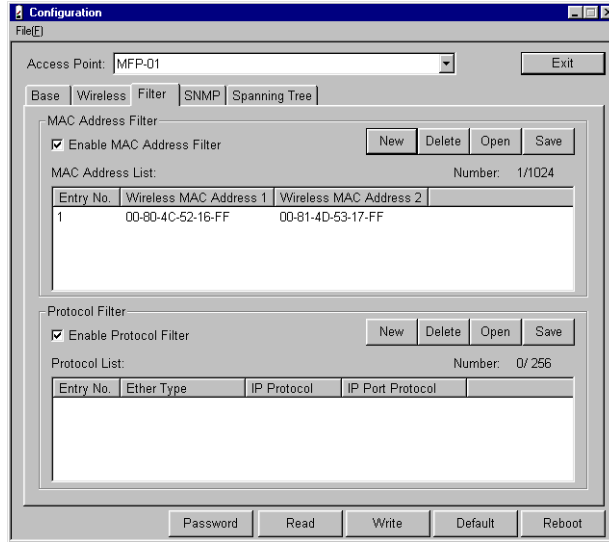 Configuration
File(F)
Access Point: MFP-01 Exit
Base Wireless Filter SNMP Spanning Tree
MAC Address Filter
Enable MAC Address Filter New Delete Open Save
MAC Address List: Number: 1/1024
Entry No. Wireless MAC Address 1 Wireless MAC Address 2
1 00-80-4C-52-16-FF 00-81-4D-53-17-FF
Protocol Filter
Enable Protocol Filter New Delete Open Save
Protocol List: Number: 0/ 256
Entry No. Ether Type IP Protocol IP Port Protocol
Password Read Write Default Reboot